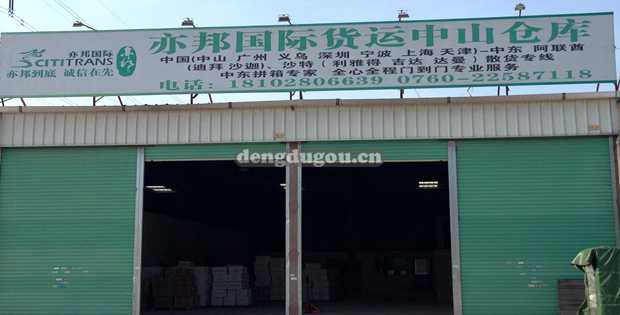 亦邦国际货运中山仓库
亦邦国际
SCITITRANS
亦邦到底 诚信在先
中国(中山 广州 义乌 深圳 宁波 上海 天津)-中东 阿联酋
(迪拜 沙迦)、沙特(利雅得 吉达 达曼) 散货专线
中东拼箱专家 全心全程门到门专业服务
电话：18102806639 0760-22587118
dengdugou.cn